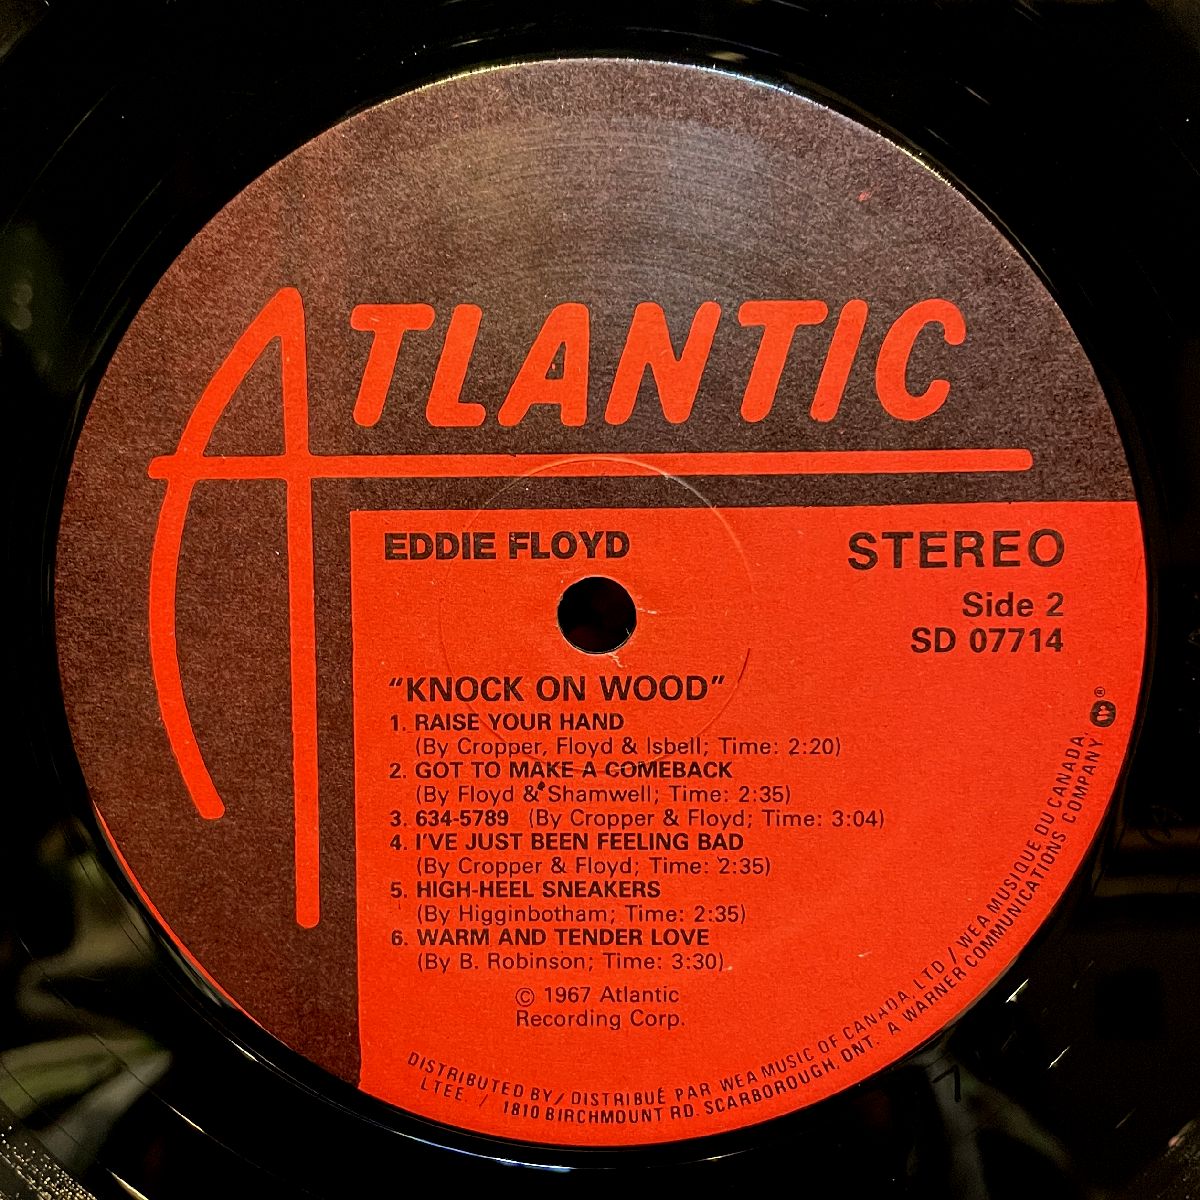 ATLANTIC
EDDIE FLOYD
STEREO
Side 2
SD 07714
"KNOCK ON WOOD"
1. RAISE YOUR HAND
(By Cropper, Floyd & Isbell; Time: 2:20)
2. GOT TO MAKE A COMEBACK
(By Floyd & Shamwell; Time: 2:35)
3. 634-5789 (By Cropper & Floyd; Time: 3:04)
4. I'VE JUST BEEN FEELING BAD
(By Cropper & Floyd; Time: 2:35)
5. HIGH-HEEL SNEAKERS
(By Higginbotham; Time: 2:35)
6. WARM AND TENDER LOVE
(By B. Robinson; Time: 3:30)
© 1967 Atlantic
Recording Corp.
DISTRIBUTED BY / DISTRIBUÉ PAR WEA MUSIC OF CANADA, LTD / WEA MUSIQUE DU CANADA,
LTEE. / 1810 BIRCHMOUNT RD. SCARBOROUGH, ONT. A WARNER COMMUNICATIONS COMPANY ®